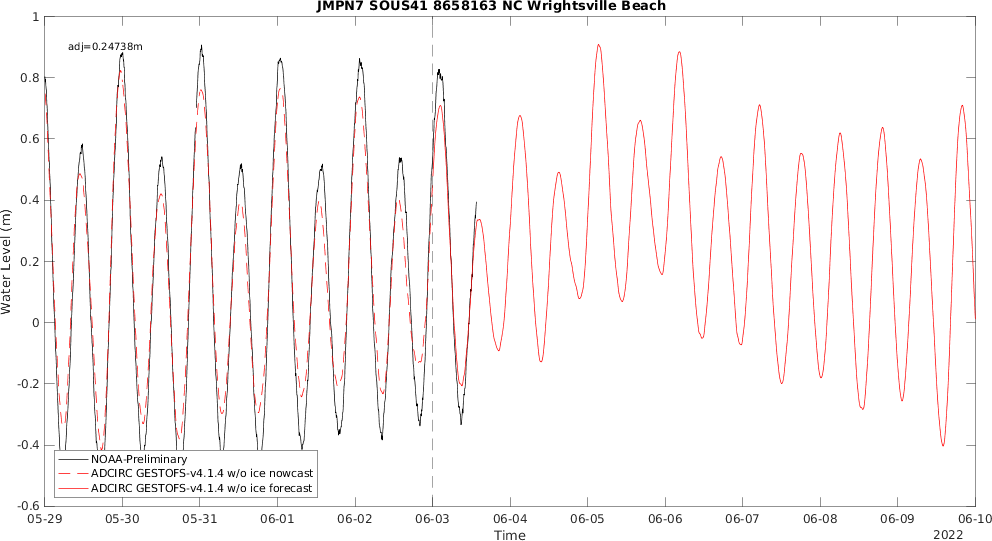 JMPN7 SOUS41 8658163 NC Wrightsville Beach
adj=0.24738m
1
0.8
0.6
0.4
0.2
0
-0.2
-0.4
-0.6
Water Level (m)
NOAA-Preliminary
ADCIRC GESTOFS-v4.1.4 w/o ice nowcast
ADCIRC GESTOFS-v4.1.4 w/o ice forecast
05-29 05-30 05-31 06-01 06-02 06-03 06-04 06-05 06-06 06-07 06-08 06-09 06-10
Time
2022